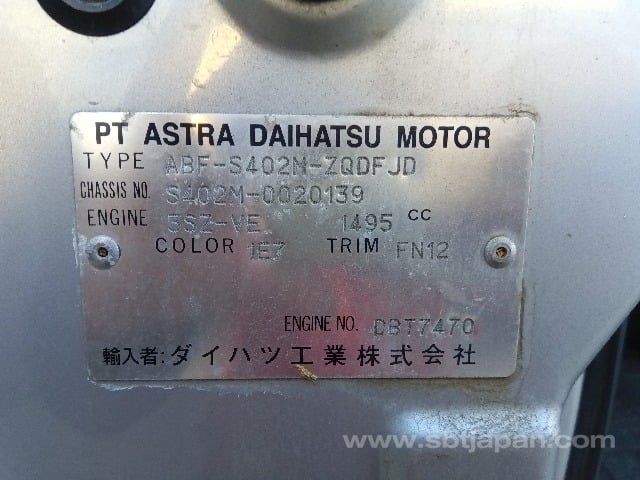 PT ASTRA DAIHATSU MOTOR
TYPE ABF-S402M-ZQDFJD
CHASSIS NO. S402M-0020139
ENGINE 3SZ-VE 1495 CC
COLOR 1E7 TRIM FN12
ENGINE NO. DBT7470
輸入者: ダイハツ工業株式会社
www.sbtjapan.com